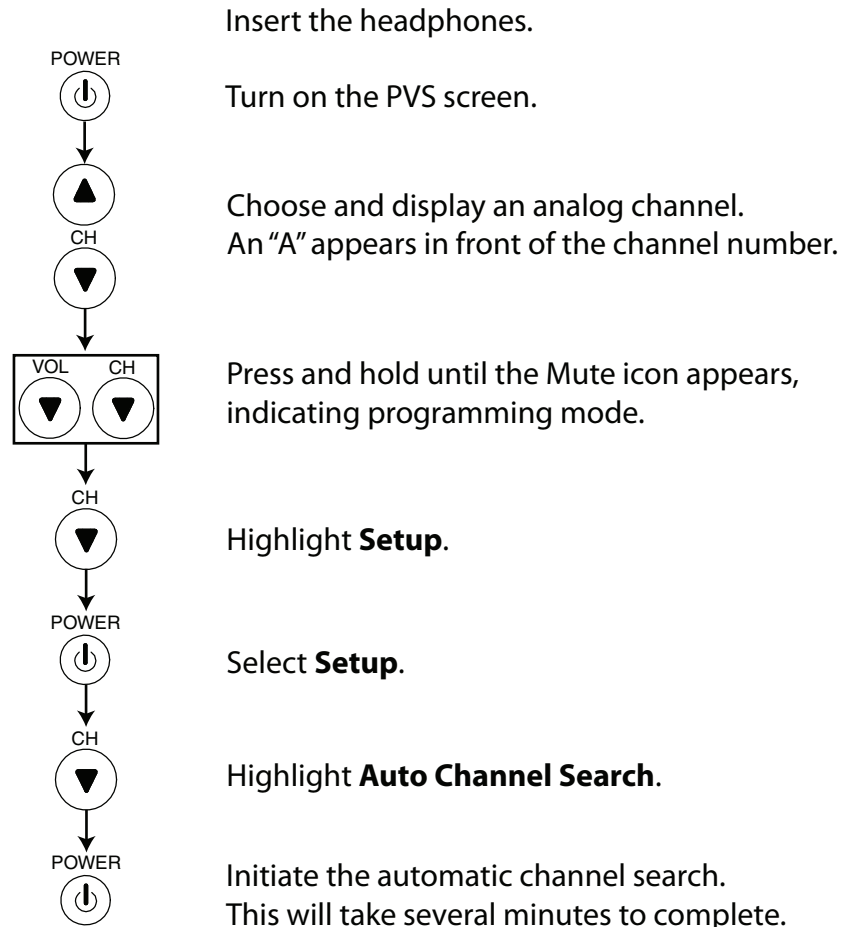 Insert the headphones.
POWER
Turn on the PVS screen.
Choose and display an analog channel.
CH
An “A” appears in front of the channel number.
VOL CH
Press and hold until the Mute icon appears,
indicating programming mode.
CH
Highlight Setup.
POWER
Select Setup.
CH
Highlight Auto Channel Search.
POWER
Initiate the automatic channel search.
This will take several minutes to complete.